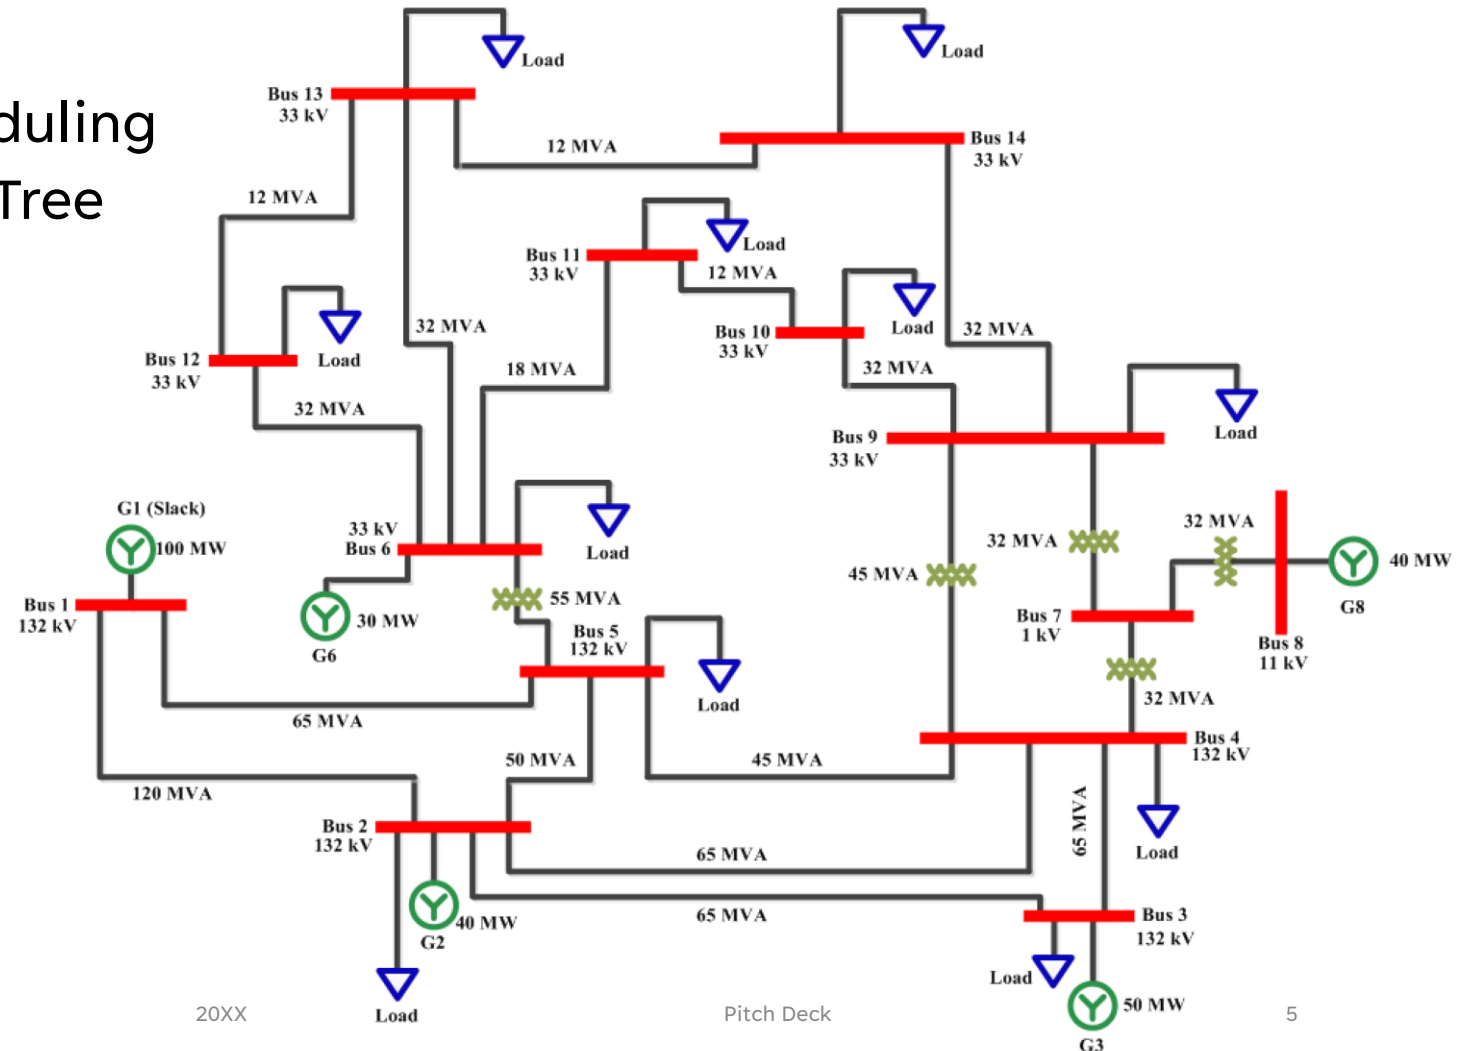 duling
Tree
Load
Load
Bus 13
33 kV
Bus 14
33 kV
12 MVA
12 MVA
Load
Bus 11
33 kV
12 MVA
Load
Bus 10
33 kV
32 MVA
32 MVA
Load
Bus 12
33 kV
18 MVA
32 MVA
32 MVA
Load
Bus 9
33 kV
G1 (Slack)
100 MW
33 kV
Bus 6
Load
32 MVA
32 MVA
45 MVA
40 MW
G8
Bus 1
132 kV
30 MW
G6
55 MVA
Bus 5
132 kV
Bus 7
1 kV
Bus 8
11 kV
Load
32 MVA
65 MVA
Bus 4
132 kV
50 MVA
45 MVA
120 MVA
Bus 2
132 kV
65 MVA
65 MVA
Load
40 MW
G2
65 MVA
Bus 3
132 kV
Load
50 MW
G3
Load
20XX
Pitch Deck
5